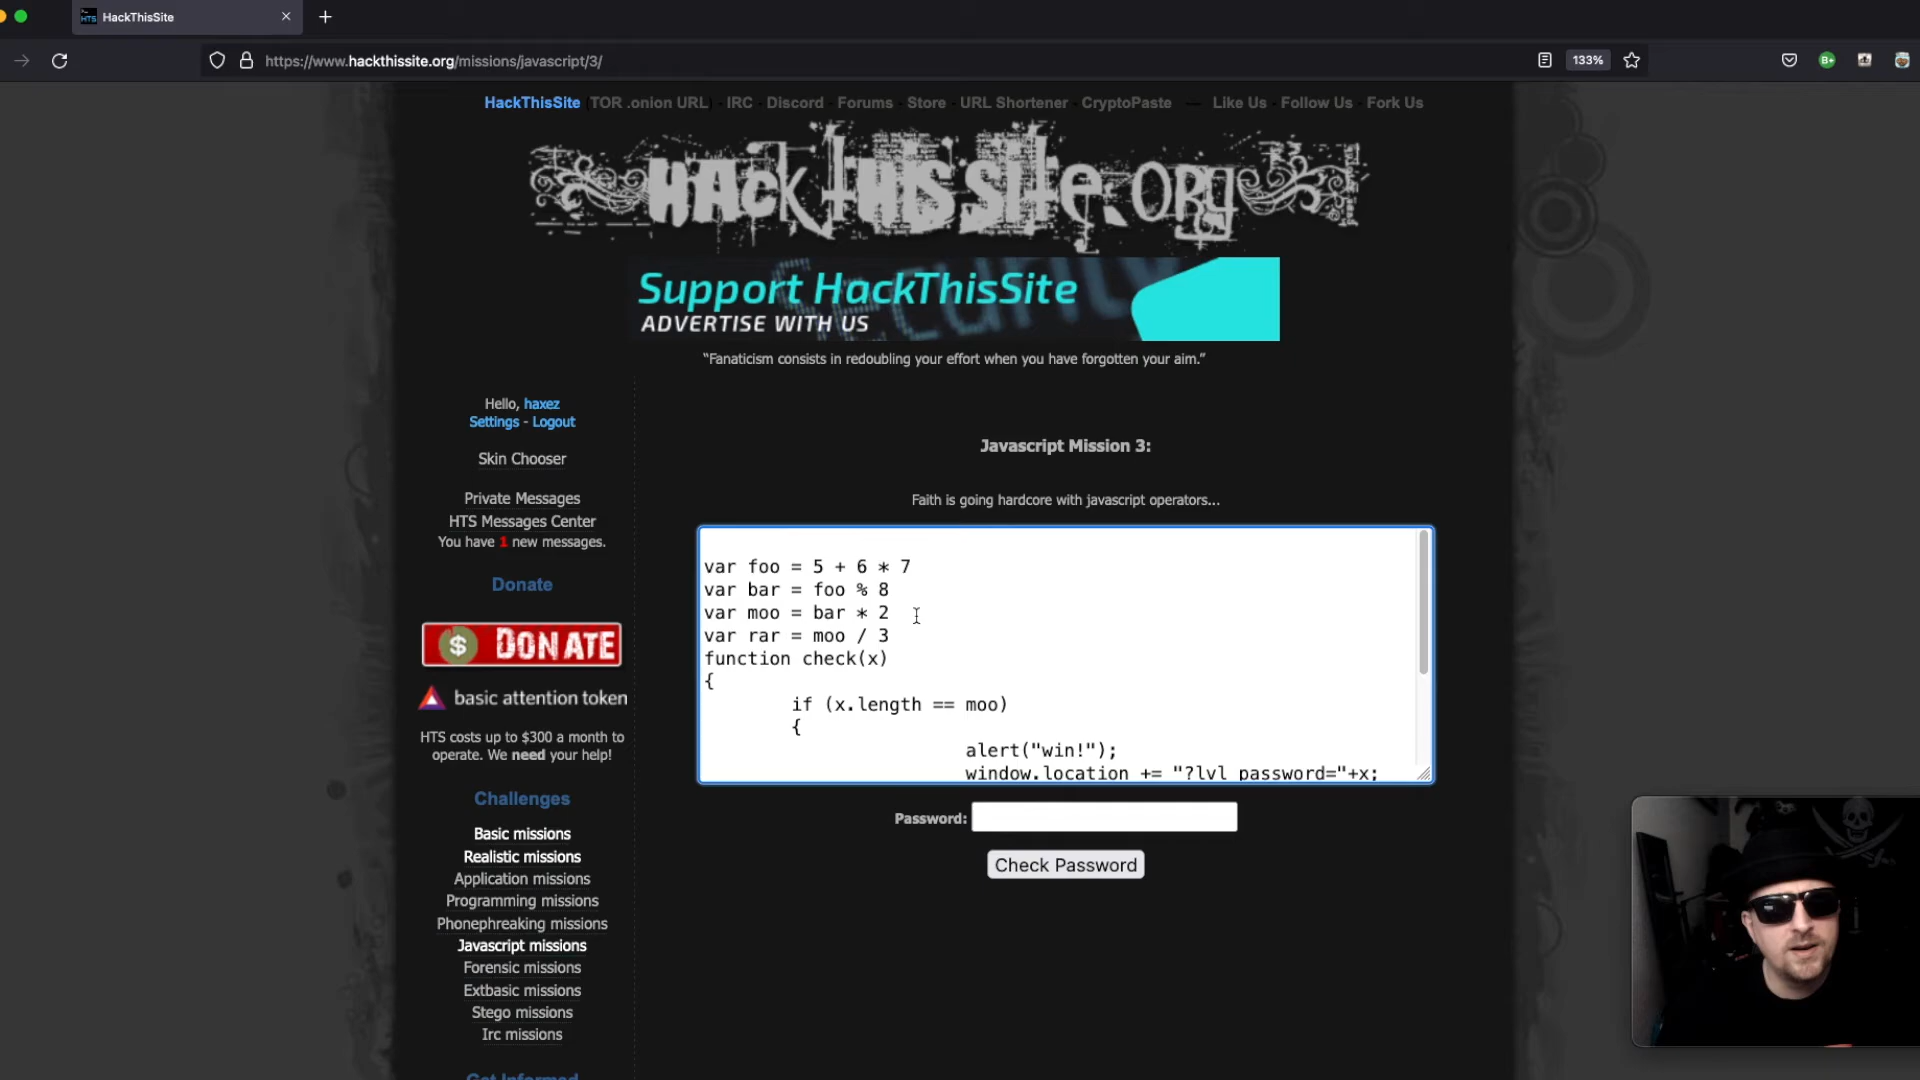 HackThisSite
https://www.hackthissite.org/missions/javascript/3/
133%
HackThisSite (TOR .onion URL) - IRC - Discord - Forums - Store - URL Shortener - CryptoPaste — Like Us - Follow Us - Fork Us
HAckthisSite.ORg
Support HackThisSite
ADVERTISE WITH US
“Fanaticism consists in redoubling your effort when you have forgotten your aim.”
Hello, haxez
Settings - Logout
Skin Chooser
Private Messages
HTS Messages Center
You have 1 new messages.
Donate
$ DONATE
basic attention token
HTS costs up to $300 a month to
operate. We need your help!
Challenges
Basic missions
Realistic missions
Application missions
Programming missions
Phonephreaking missions
Javascript missions
Forensic missions
Extbasic missions
Stego missions
Irc missions
Get Informed
Javascript Mission 3:
Faith is going hardcore with javascript operators...
var foo = 5 + 6 * 7
var bar = foo % 8
var moo = bar * 2
var rar = moo / 3
function check(x)
{
if (x.length == moo)
{
alert("win!");
window.location += "?lvl_password="+x;
Password:
Check Password